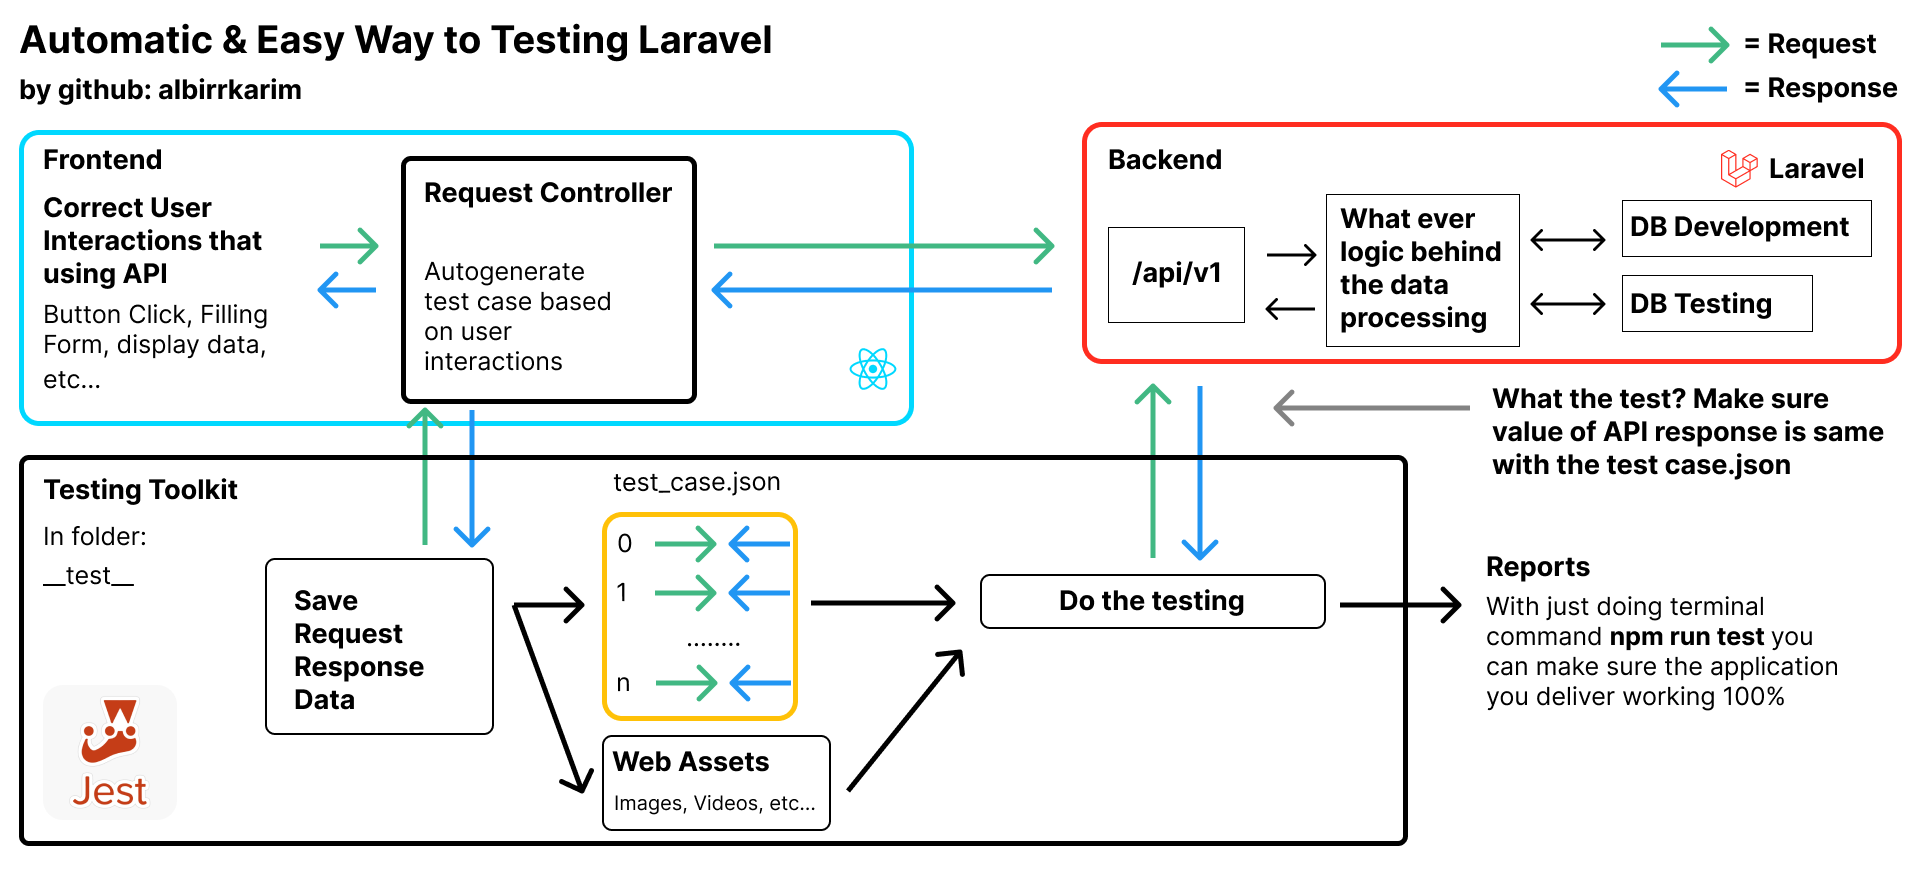 Automatic & Easy Way to Testing Laravel
by github: albirrkarim
= Request
= Response
Frontend
Correct User
Interactions that
using API
Button Click, Filling
Form, display data,
etc...
Request Controller
Autogenerate
test case based
on user
interactions
Backend
Laravel
/api/v1
What ever
logic behind
the data
processing
DB Development
DB Testing
What the test? Make sure
value of API response is same
with the test case.json
Testing Toolkit
In folder:
__test__
Jest
Save
Request
Response
Data
test_case.json
0
1
........
n
Web Assets
Images, Videos, etc...
Do the testing
Reports
With just doing terminal
command npm run test you
can make sure the application
you deliver working 100%